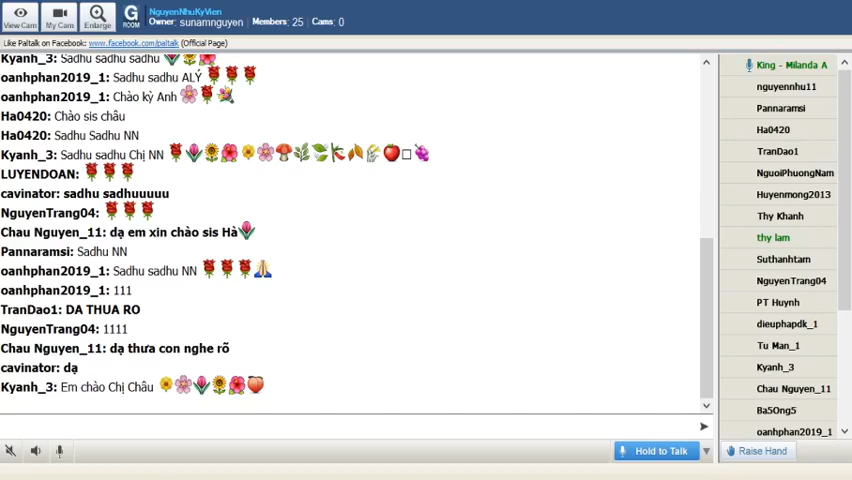 NguyenNhuKyVien
Owner: sunamnguyen Members: 25 Cams: 0
View Cam My Cam Enlarge G ROOM
Like Paltalk on Facebook: www.facebook.com/paltalk (Official Page)
Kyanh_3: Sadhu sadhu sadhu
oanhphan2019_1: Sadhu sadhu ALÝ
oanhphan2019_1: Chào kỳ Anh
Ha0420: Chào sis châu
Ha0420: Sadhu Sadhu NN
Kyanh_3: Sadhu sadhu Chị NN
LUYENDOAN:
cavinator: sadhu sadhuuuuu
NguyenTrang04:
Chau Nguyen_11: dạ em xin chào sis Hà
Pannaramsi: Sadhu NN
oanhphan2019_1: Sadhu sadhu NN
oanhphan2019_1: 111
TranDao1: DA THUA RO
NguyenTrang04: 1111
Chau Nguyen_11: dạ thưa con nghe rõ
cavinator: dạ
Kyanh_3: Em chào Chị Châu
Hold to Talk
King - Milanda A
nguyennhu11
Pannaramsi
Ha0420
TranDao1
NguoiPhuongNam
Huyenmong2013
Thy Khanh
thy lam
Suthanhtam
NguyenTrang04
PT Huynh
dieuphapdk_1
Tu Man_1
Kyanh_3
Chau Nguyen_11
Ba5Ong5
oanhphan2019_1
Raise Hand